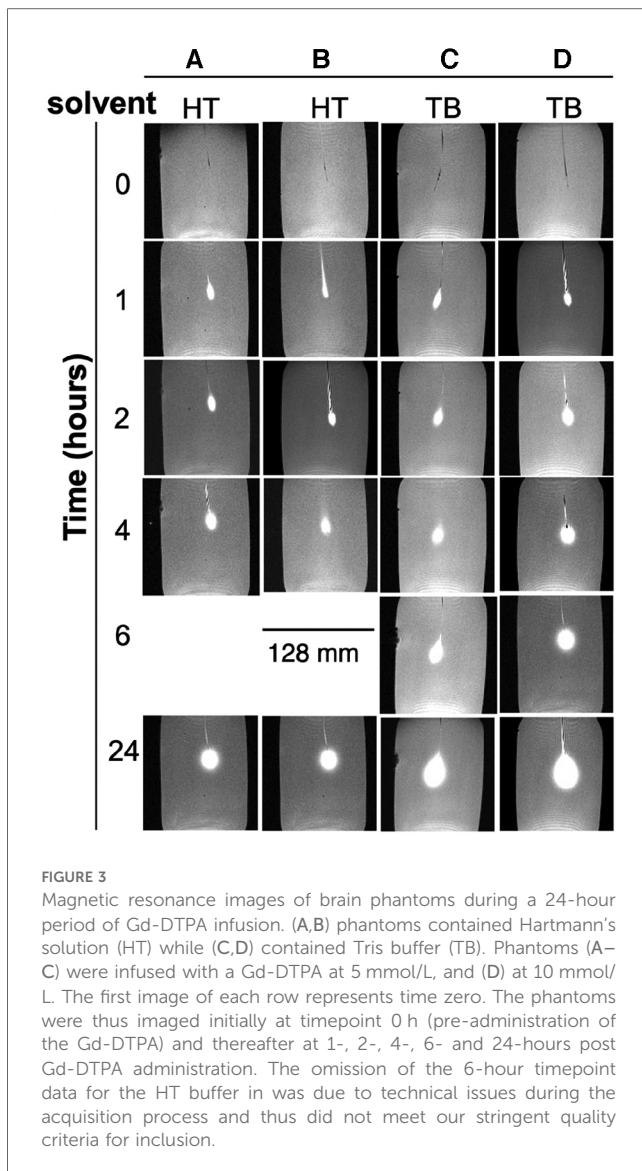 A B C D
solvent HT HT TB TB
Time (hours)
0
1
2
4
6
128 mm
24
FIGURE 3
Magnetic resonance images of brain phantoms during a 24-hour
period of Gd-DTPA infusion. (A,B) phantoms contained Hartmann's
solution (HT) while (C,D) contained Tris buffer (TB). Phantoms (A–
C) were infused with a Gd-DTPA at 5 mmol/L, and (D) at 10 mmol/
L. The first image of each row represents time zero. The phantoms
were thus imaged initially at timepoint 0 h (pre-administration of
the Gd-DTPA) and thereafter at 1-, 2-, 4-, 6- and 24-hours post
Gd-DTPA administration. The omission of the 6-hour timepoint
data for the HT buffer in was due to technical issues during the
acquisition process and thus did not meet our stringent quality
criteria for inclusion.